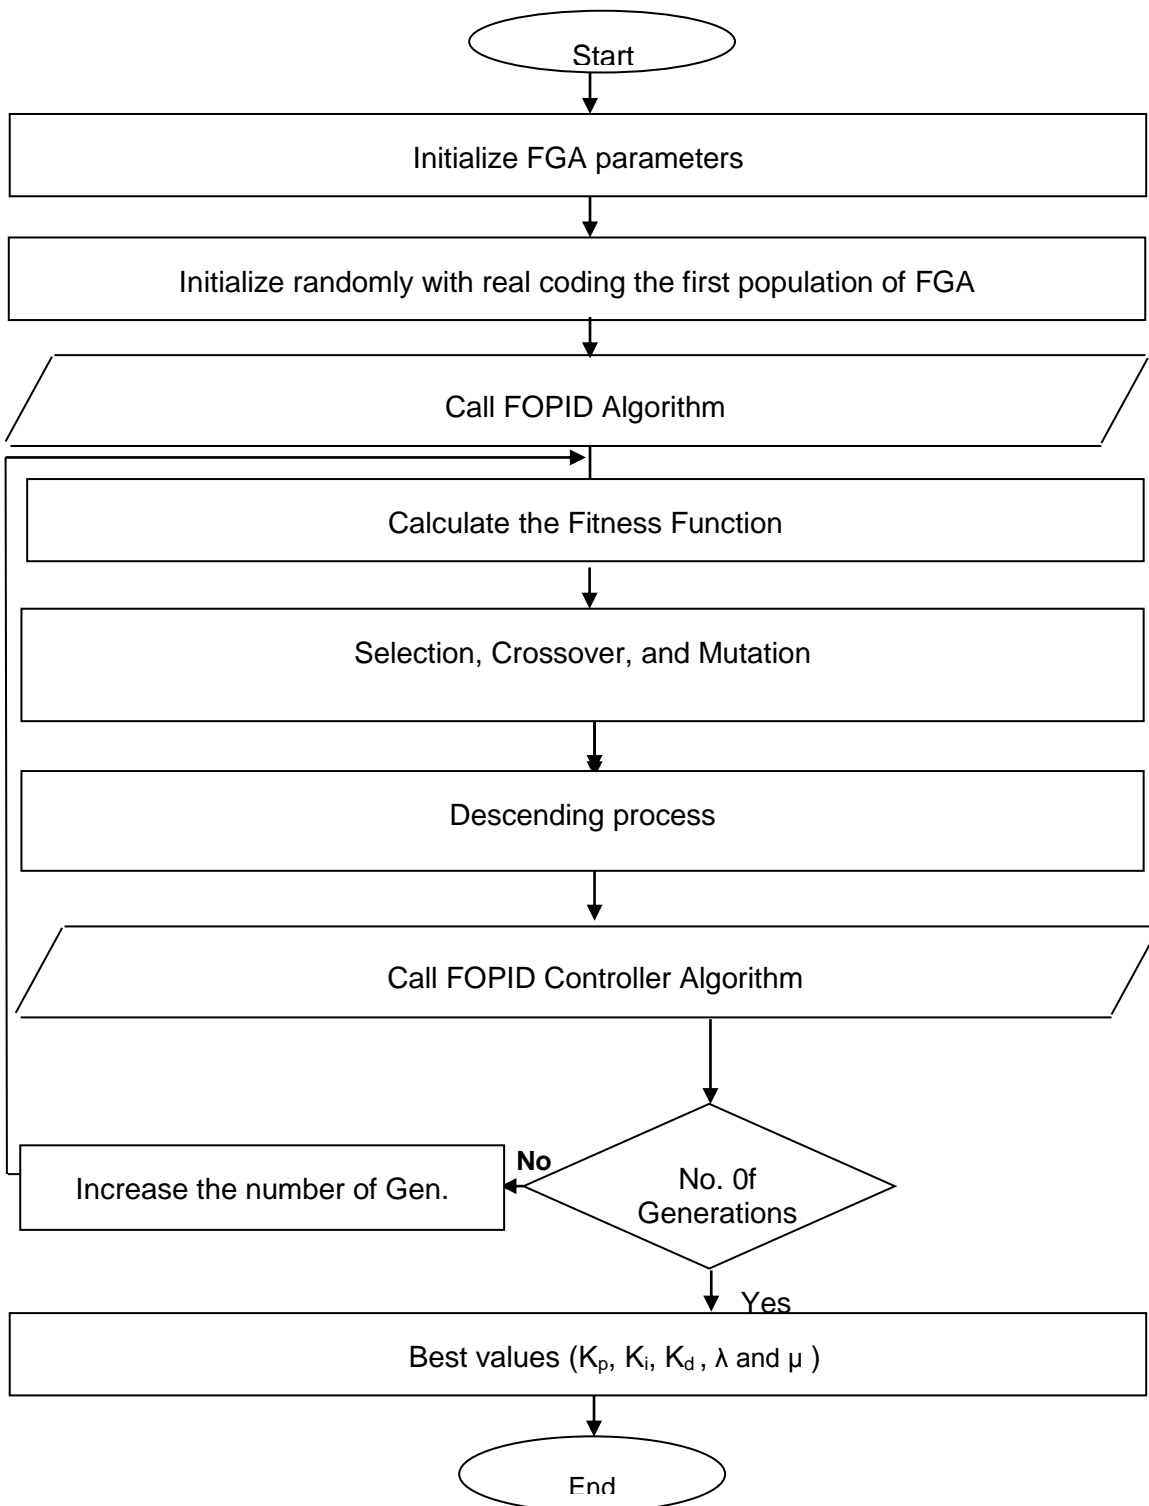 Start
Initialize FGA parameters
Initialize randomly with real coding the first population of FGA
Call FOPID Algorithm
Calculate the Fitness Function
Selection, Crossover, and Mutation
Descending process
Call FOPID Controller Algorithm
No
Increase the number of Gen.
No. 0f
Generations
Yes
Best values (Kp, Ki, Kd , λ and µ )
End